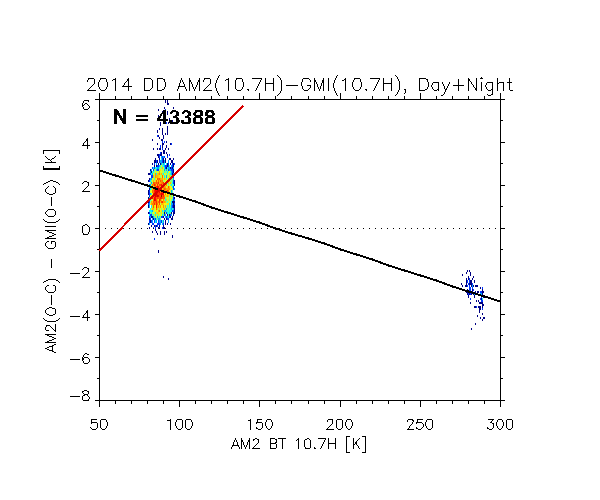 2014 DD AM2(10.7H)−GMI(10.7H), Day+Night
N = 43388
AM2(O−C) − GMI(O−C) [K]
6
4
2
0
−2
−4
−6
−8
50 100 150 200 250 300
AM2 BT 10.7H [K]